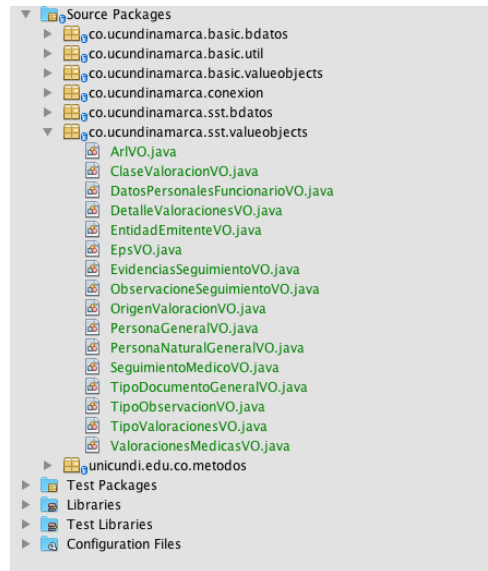 Source Packages
co.ucundinamarca.basic.bdatos
co.ucundinamarca.basic.util
co.ucundinamarca.basic.valueobjects
co.ucundinamarca.conexion
co.ucundinamarca.sst.bdatos
co.ucundinamarca.sst.valueobjects
ArlVO.java
ClaseValoracionVO.java
DatosPersonalesFuncionarioVO.java
DetalleValoracionesVO.java
EntidadEmitenteVO.java
EpsVO.java
EvidenciasSeguimientoVO.java
ObservacioneSeguimientoVO.java
OrigenValoracionVO.java
PersonaGeneralVO.java
PersonaNaturalGeneralVO.java
SeguimientoMedicoVO.java
TipoDocumentoGeneralVO.java
TipoObservacionVO.java
TipoValoracionesVO.java
ValoracionesMedicasVO.java
unicundi.edu.co.metodos
Test Packages
Libraries
Test Libraries
Configuration Files